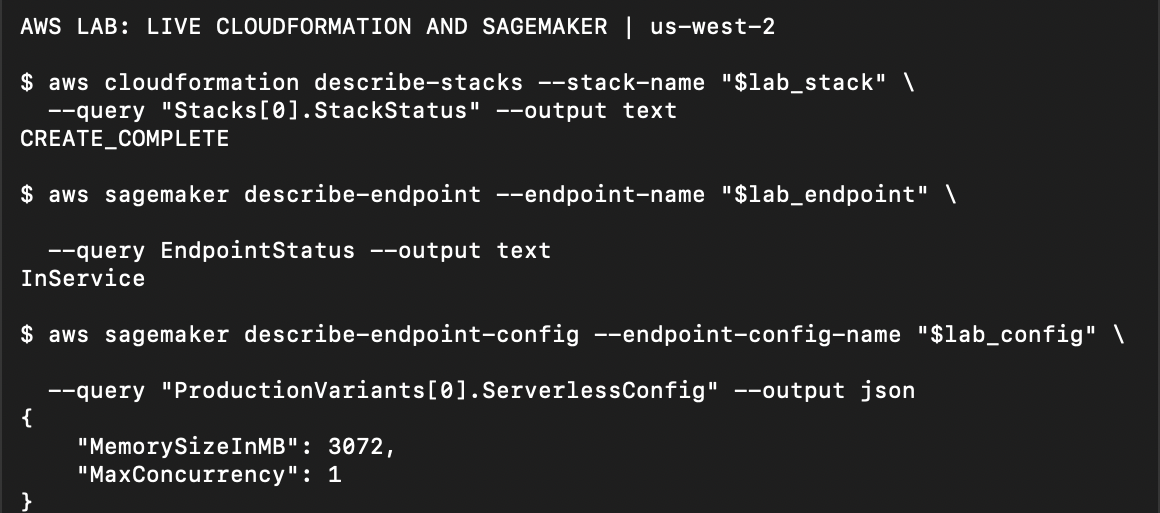 AWS LAB: LIVE CLOUDFORMATION AND SAGEMAKER | us-west-2
$ aws cloudformation describe-stacks --stack-name "$lab_stack" \
  --query "Stacks[0].StackStatus" --output text
CREATE_COMPLETE
$ aws sagemaker describe-endpoint --endpoint-name "$lab_endpoint" \
  --query EndpointStatus --output text
InService
$ aws sagemaker describe-endpoint-config --endpoint-config-name "$lab_config" \
  --query "ProductionVariants[0].ServerlessConfig" --output json
{
    "MemorySizeInMB": 3072,
    "MaxConcurrency": 1
}